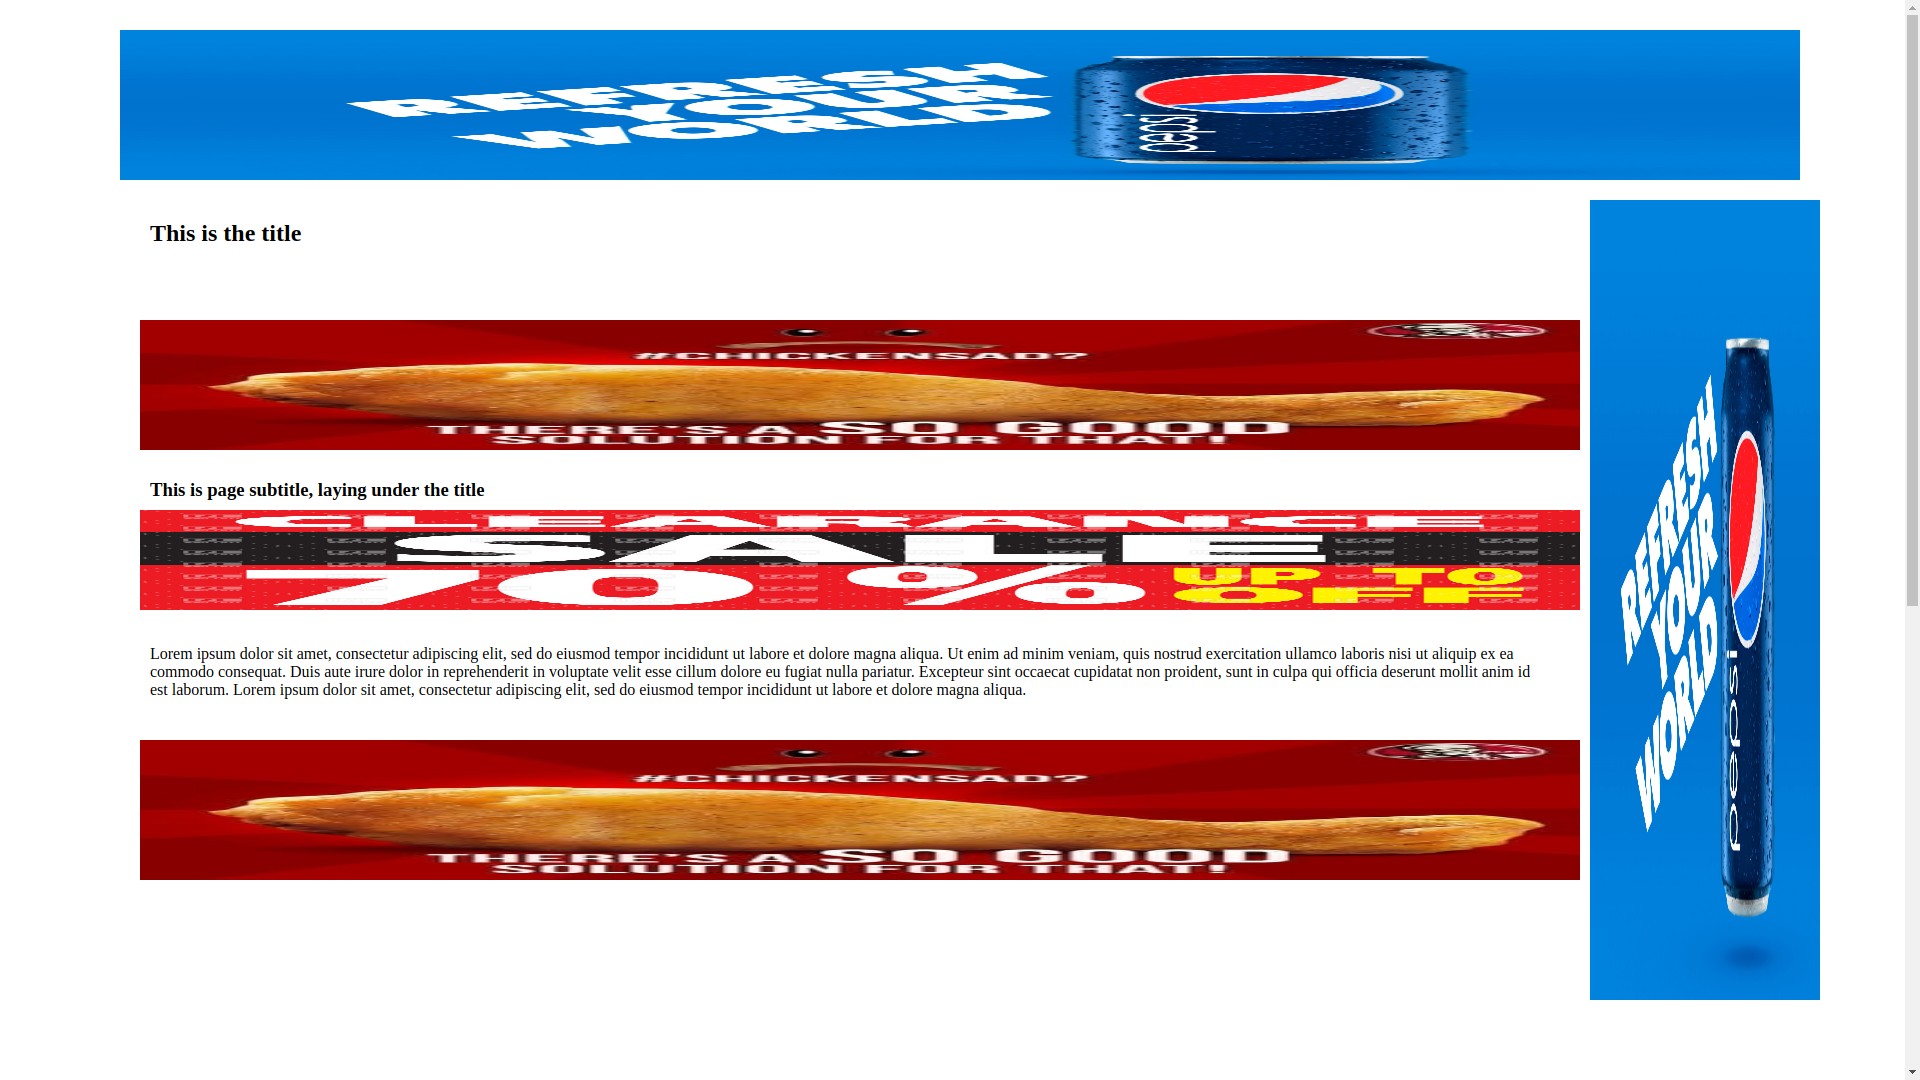 REFRESH
YOUR
WORLD
pepsi
This is the title
#CHICKENSAD?
THERE'S A SO GOOD
SOLUTION FOR THAT!
This is page subtitle, laying under the title
CLEARANCE
SALE
70% UP TO
OFF
Lorem ipsum dolor sit amet, consectetur adipiscing elit, sed do eiusmod tempor incididunt ut labore et dolore magna aliqua. Ut enim ad minim veniam, quis nostrud exercitation ullamco laboris nisi ut aliquip ex ea
commodo consequat. Duis aute irure dolor in reprehenderit in voluptate velit esse cillum dolore eu fugiat nulla pariatur. Excepteur sint occaecat cupidatat non proident, sunt in culpa qui officia deserunt mollit anim id
est laborum. Lorem ipsum dolor sit amet, consectetur adipiscing elit, sed do eiusmod tempor incididunt ut labore et dolore magna aliqua.
#CHICKENSAD?
THERE'S A SO GOOD
SOLUTION FOR THAT!
REFRESH
YOUR
WORLD
pepsi